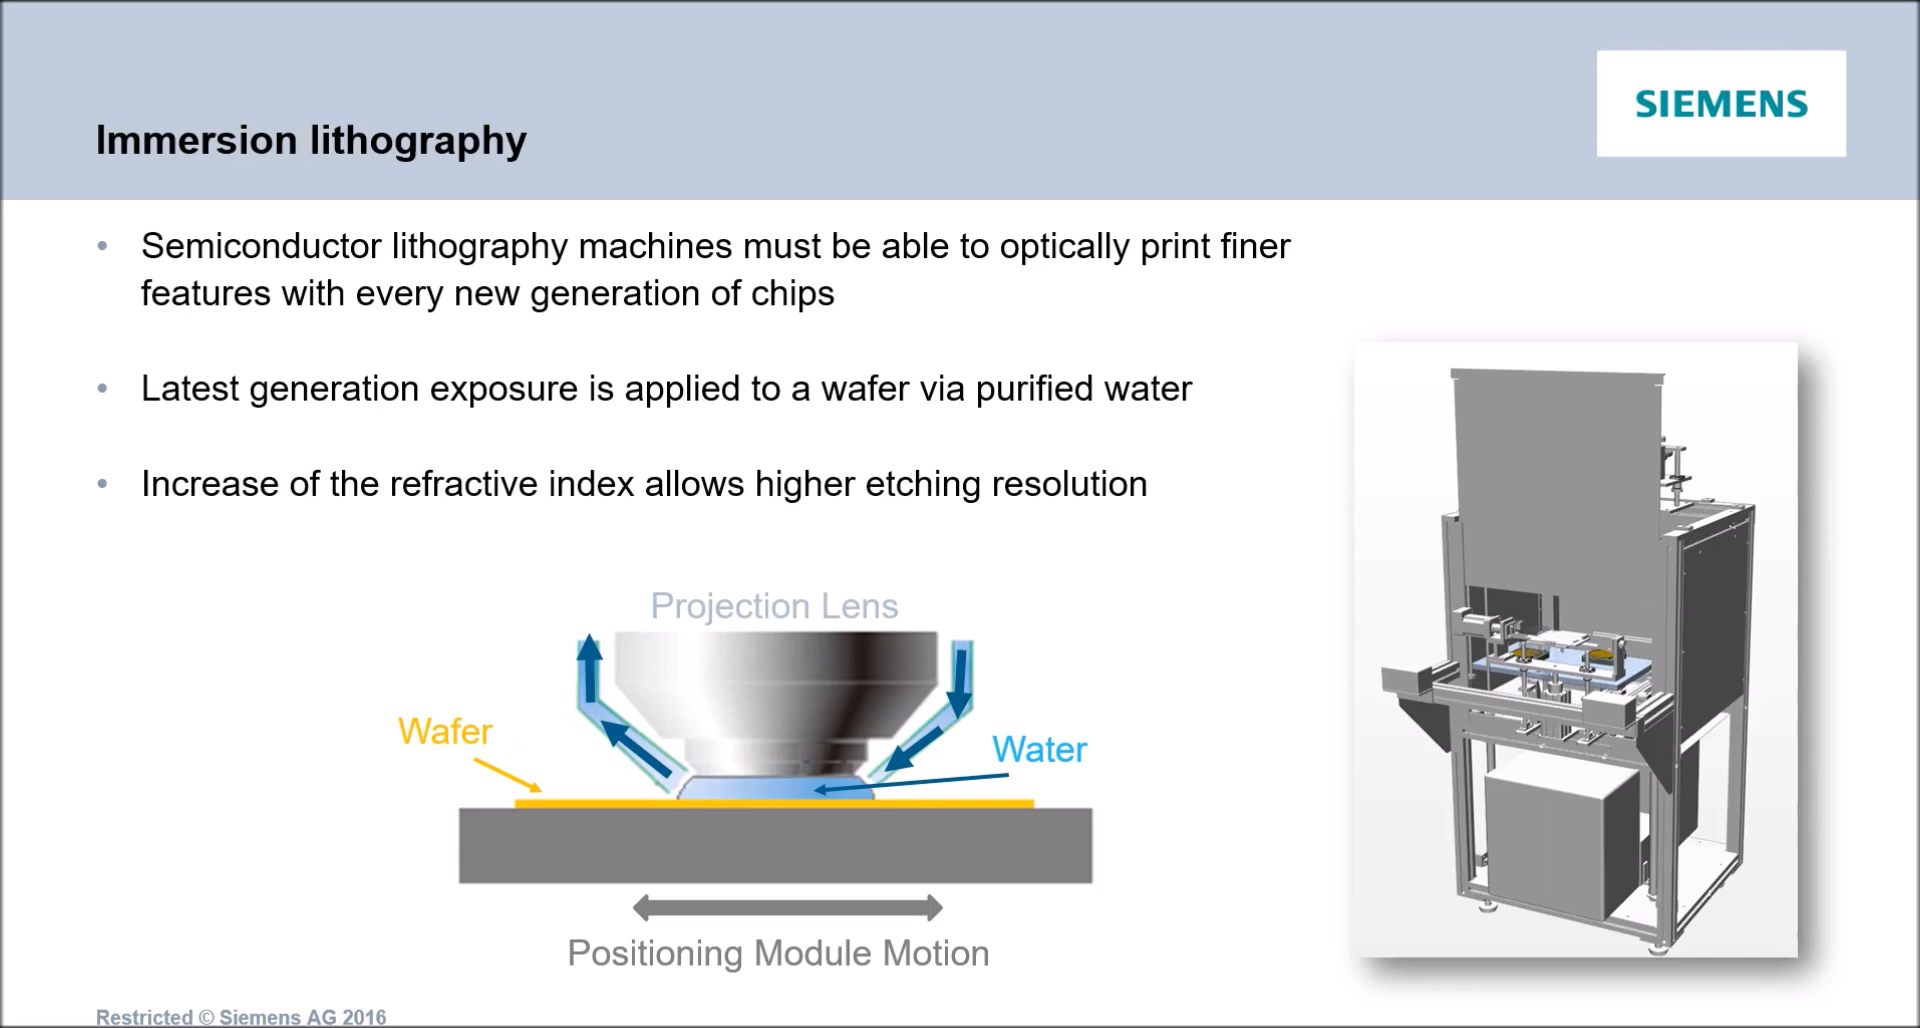 SIEMENS
Immersion lithography
• Semiconductor lithography machines must be able to optically print finer
features with every new generation of chips
• Latest generation exposure is applied to a wafer via purified water
• Increase of the refractive index allows higher etching resolution
Projection Lens
Wafer
Water
Positioning Module Motion
Restricted © Siemens AG 2016